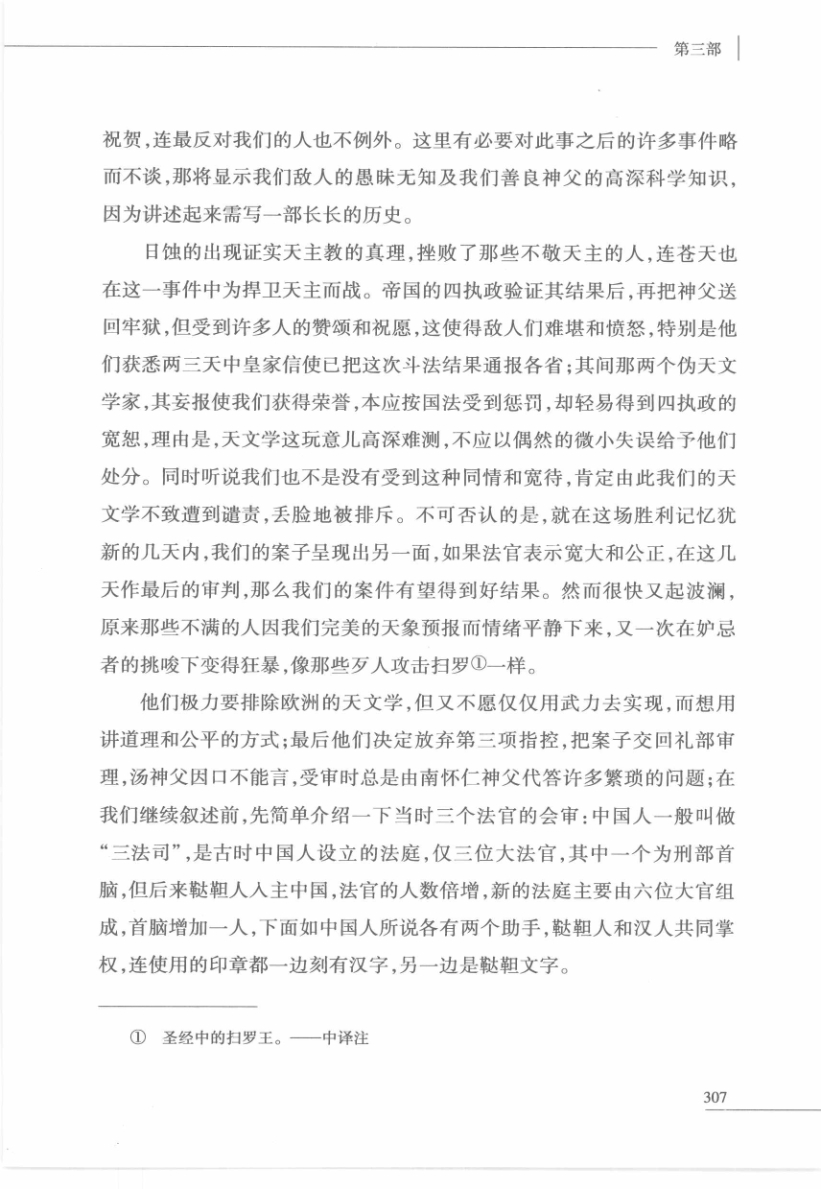 第三部
祝贺,连最反对我们的人也不例外。这里有必要对此事之后的许多事件略
而不谈,那将显示我们敌人的愚昧无知及我们善良神父的高深科学知识,
因为讲述起来需写一部长长的历史。
日蚀的出现证实天主教的真理,挫败了那些不敬天主的人,连苍天也
在这一事件中为捍卫天主而战。帝国的四执政验证其结果后,再把神父送
回牢狱,但受到许多人的赞颂和祝愿,这使得敌人们难堪和愤怒,特别是他
们获悉两三天中皇家信使已把这次斗法结果通报各省;其间那两个伪天文
学家,其妄报使我们获得荣誉,本应按国法受到惩罚,却轻易得到四执政的
宽恕,理由是,天文学这玩意儿高深难测,不应以偶然的微小失误给予他们
处分。同时听说我们也不是没有受到这种同情和宽待,肯定由此我们的天
文学不致遭到谴责,丢脸地被排斥。不可否认的是,就在这场胜利记忆犹
新的几天内,我们的案子呈现出另一面,如果法官表示宽大和公正,在这几
天作最后的审判,那么我们的案件有望得到好结果。然而很快又起波澜,
原来那些不满的人因我们完美的天象预报而情绪平静下来,又一次在妒忌
者的挑唆下变得狂暴,像那些歹人攻击扫罗①一样。
他们极力要排除欧洲的天文学,但又不愿仅仅用武力去实现,而想用
讲道理和公平的方式;最后他们决定放弃第三项指控,把案子交回礼部审
理,汤神父因口不能言,受审时总是由南怀仁神父代答许多繁琐的问题;在
我们继续叙述前,先简单介绍一下当时三个法官的会审:中国人一般叫做
“三法司”,是古时中国人设立的法庭,仅三位大法官,其中一个为刑部首
脑,但后来鞑靼人入主中国,法官的人数倍增,新的法庭主要由六位大官组
成,首脑增加一人,下面如中国人所说各有两个助手,鞑靼人和汉人共同掌
权,连使用的印章都一边刻有汉字,另一边是鞑靼文字。
① 圣经中的扫罗王。——中译注
307